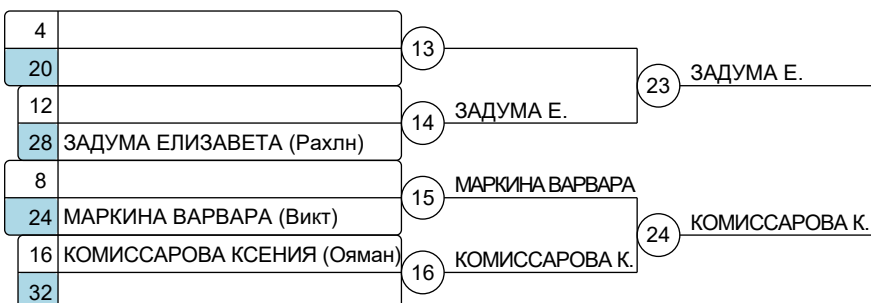 4
13
20
23 ЗАДУМА Е.
12
14 ЗАДУМА Е.
28 ЗАДУМА ЕЛИЗАВЕТА (Рахлн)
8
15 МАРКИНА ВАРВАРА
24 МАРКИНА ВАРВАРА (Викт)
24 КОМИССАРОВА К.
16 КОМИССАРОВА КСЕНИЯ (Ояман)
16 КОМИССАРОВА К.
32